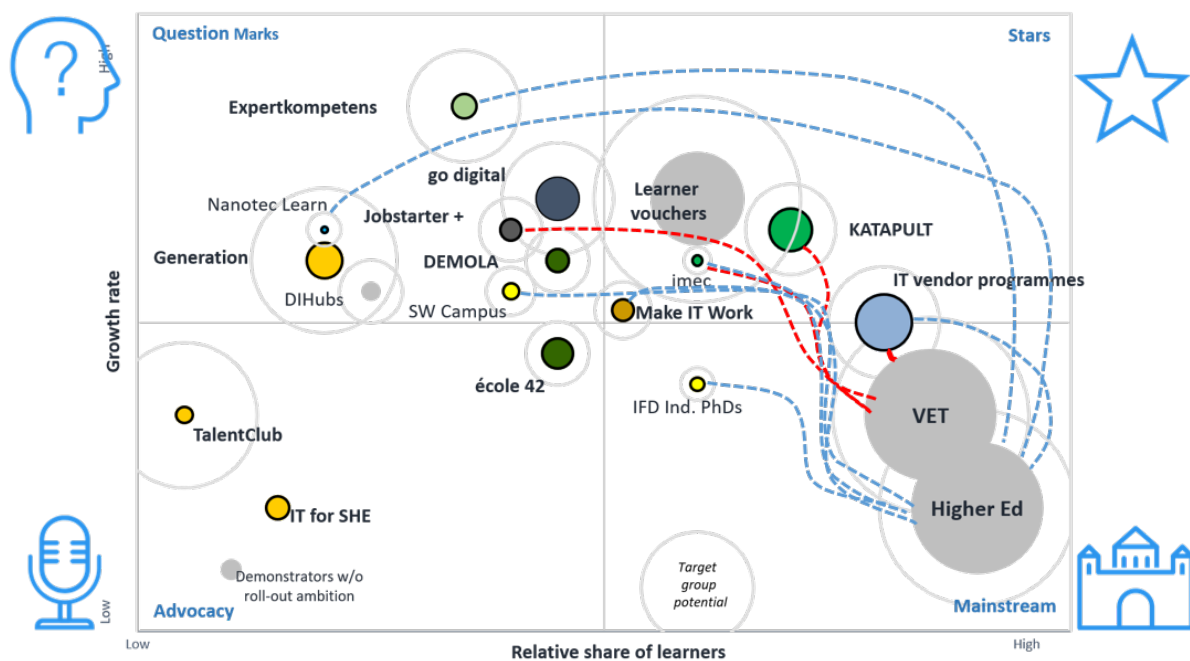 Question Marks
Stars
High
?
Expertkompetens
go digital
Learner
vouchers
Nanotec Learn
Jobstarter +
KATAPULT
Generation
DEMOLA
imec
IT vendor programmes
DIHubs
SW Campus
Make IT Work
Growth rate
école 42
IFD Ind. PhDs
VET
TalentClub
IT for SHE
Higher Ed
Demonstrators w/o
roll-out ambition
Target
group
potential
Low
Advocacy
Mainstream
Low
High
Relative share of learners